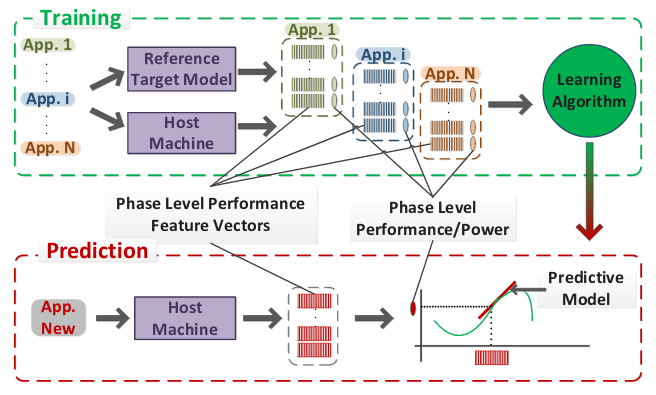 Training
App. 1
App. i
App. N
Reference
Target Model
Host
Machine
App. 1
App. i
App. N
Learning
Algorithm
Phase Level Performance
Feature Vectors
Phase Level
Performance/Power
Prediction
App.
New
Host
Machine
Predictive
Model